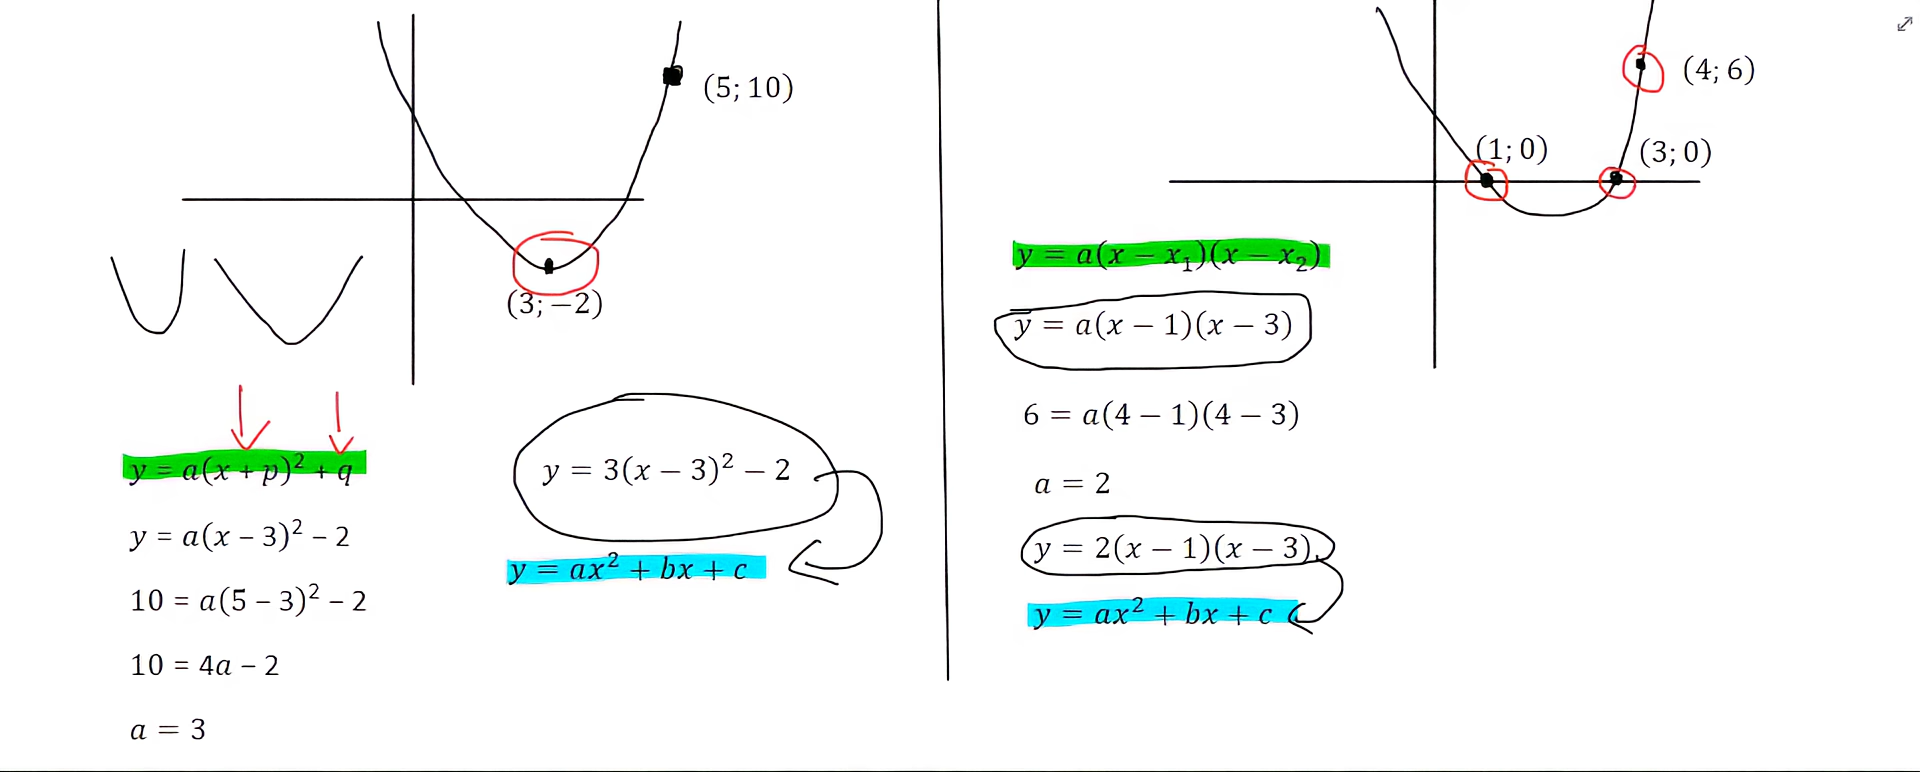 (5; 10)
(3; −2)
y = a(x + p)² + q
y = a(x − 3)² − 2
10 = a(5 − 3)² − 2
10 = 4a − 2
a = 3
y = 3(x − 3)² − 2
y = ax² + bx + c
(4; 6)
(1; 0)
(3; 0)
y = a(x − x₁)(x − x₂)
y = a(x − 1)(x − 3)
6 = a(4 − 1)(4 − 3)
a = 2
y = 2(x − 1)(x − 3)
y = ax² + bx + c